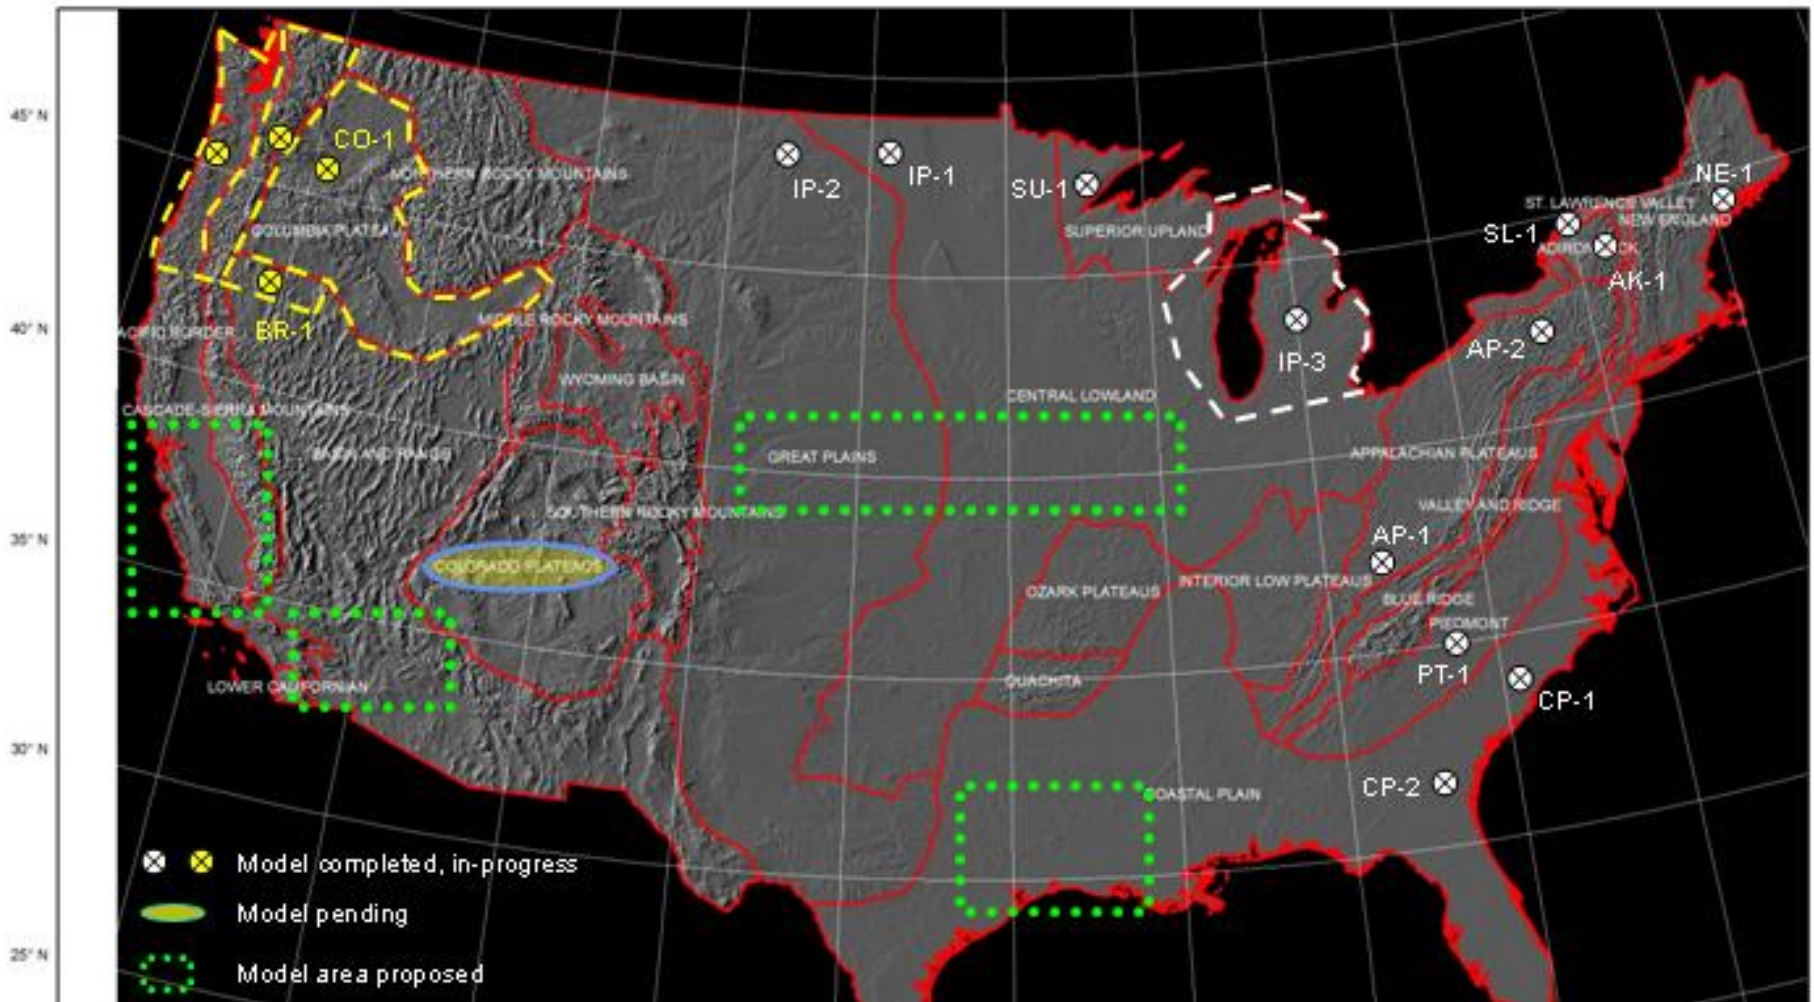 45° N
CO-1
NORTHERN ROCKY MOUNTAINS
IP-2
IP-1
SU-1
NE-1
ST. LAWRENCE VALLEY
NEW ENGLAND
SL-1
ADIRONDACK
AK-1
COLUMBIA PLATEA
SUPERIOR UPLAND
40° N
BR-1
ACIFIC BORDER
MIDDLE ROCKY MOUNTAINS
IP-3
AP-2
WYOMING BASIN
CENTRAL LOWLAND
CASCADE-SIERRA MOUNTAINS
BASIN AND RANGE
GREAT PLAINS
APPALACHIAN PLATEAUS
35° N
SOUTHERN ROCKY MOUNTAINS
VALLEY AND RIDGE
AP-1
COLORADO PLATEAUS
OZARK PLATEAUS
INTERIOR LOW PLATEAUS
BLUE RIDGE
PIEDMONT
PT-1
LOWER CALIFORNIAN
OUACHITA
CP-1
30° N
CP-2
COASTAL PLAIN
Model completed, in-progress
Model pending
25° N
Model area proposed